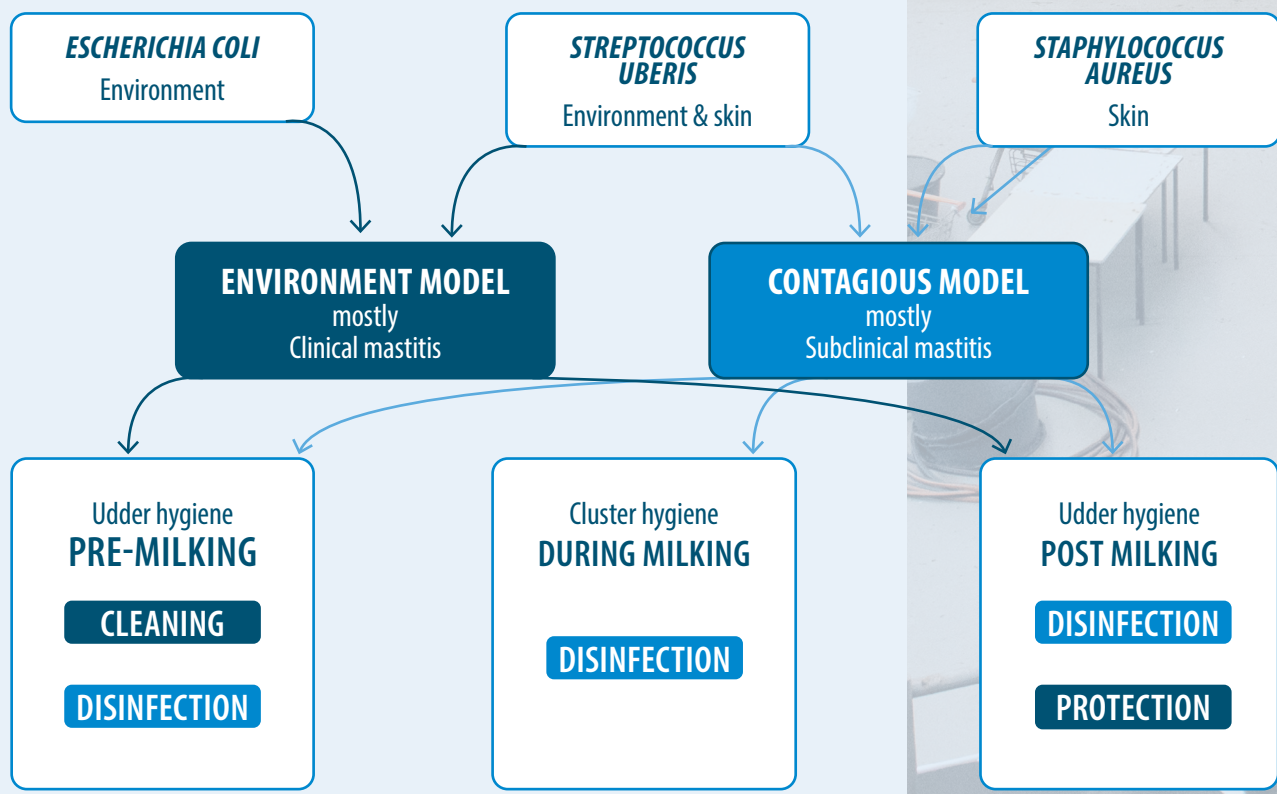 ESCHERICHIA COLI
Environment
STREPTOCOCCUS
UBERIS
Environment & skin
STAPHYLOCOCCUS
AUREUS
Skin
ENVIRONMENT MODEL
mostly
Clinical mastitis
CONTAGIOUS MODEL
mostly
Subclinical mastitis
Udder hygiene
PRE-MILKING
CLEANING
DISINFECTION
Cluster hygiene
DURING MILKING
DISINFECTION
Udder hygiene
POST MILKING
DISINFECTION
PROTECTION